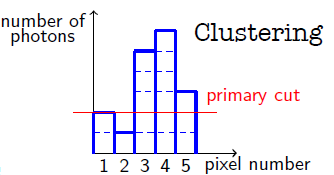 number of
photons
Clustering
primary cut
1 2 3 4 5
pixel number